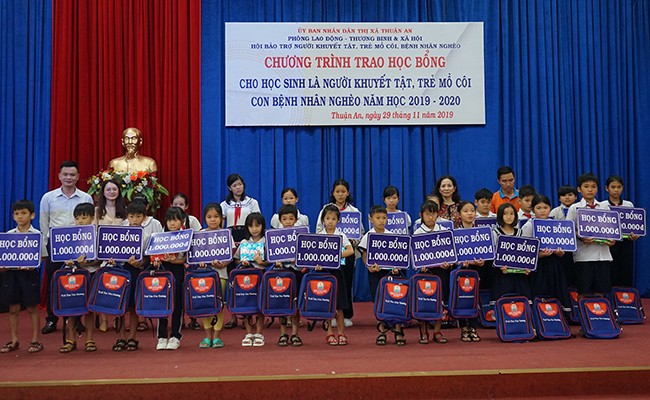 ỦY BAN NHÂN DÂN THỊ XÃ THUẬN AN
PHÒNG LAO ĐỘNG - THƯƠNG BINH & XÃ HỘI
HỘI BẢO TRỢ NGƯỜI KHUYẾT TẬT, TRẺ MỒ CÔI, BỆNH NHÂN NGHÈO
CHƯƠNG TRÌNH TRAO HỌC BỔNG
CHO HỌC SINH LÀ NGƯỜI KHUYẾT TẬT, TRẺ MỒ CÔI
CON BỆNH NHÂN NGHÈO NĂM HỌC 2019 - 2020
Thuận An, ngày 29 tháng 11 năm 2019
HỌC BỔNG
1.000.000đ
HỌC BỔNG
1.000.000đ
HỌC BỔNG
1.000.000đ
1.000.000đ
HỌC BỔNG
1.000.000đ
HỌC BỔNG
1.000.000đ
HỌC BỔNG
1.000.000đ
HỌC BỔNG
1.000.000đ
HỌC BỔNG
1.000.000đ
HỌC BỔNG
1.000.000đ
HỌC BỔNG
1.000.000đ
HỌC BỔNG
1.000.000đ
HỌC BỔNG
1.000.000đ